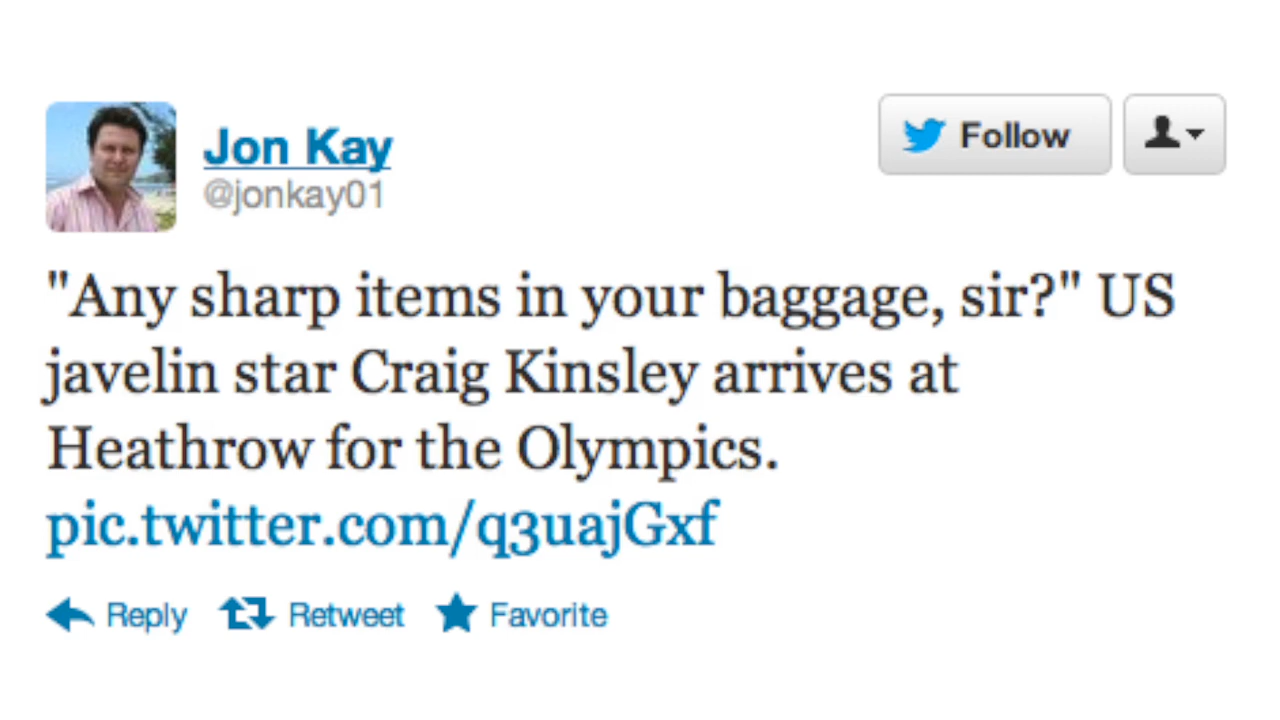 Jon Kay
@jonkay01
Follow
"Any sharp items in your baggage, sir?" US
javelin star Craig Kinsley arrives at
Heathrow for the Olympics.
pic.twitter.com/q3uajGxf
Reply Retweet Favorite